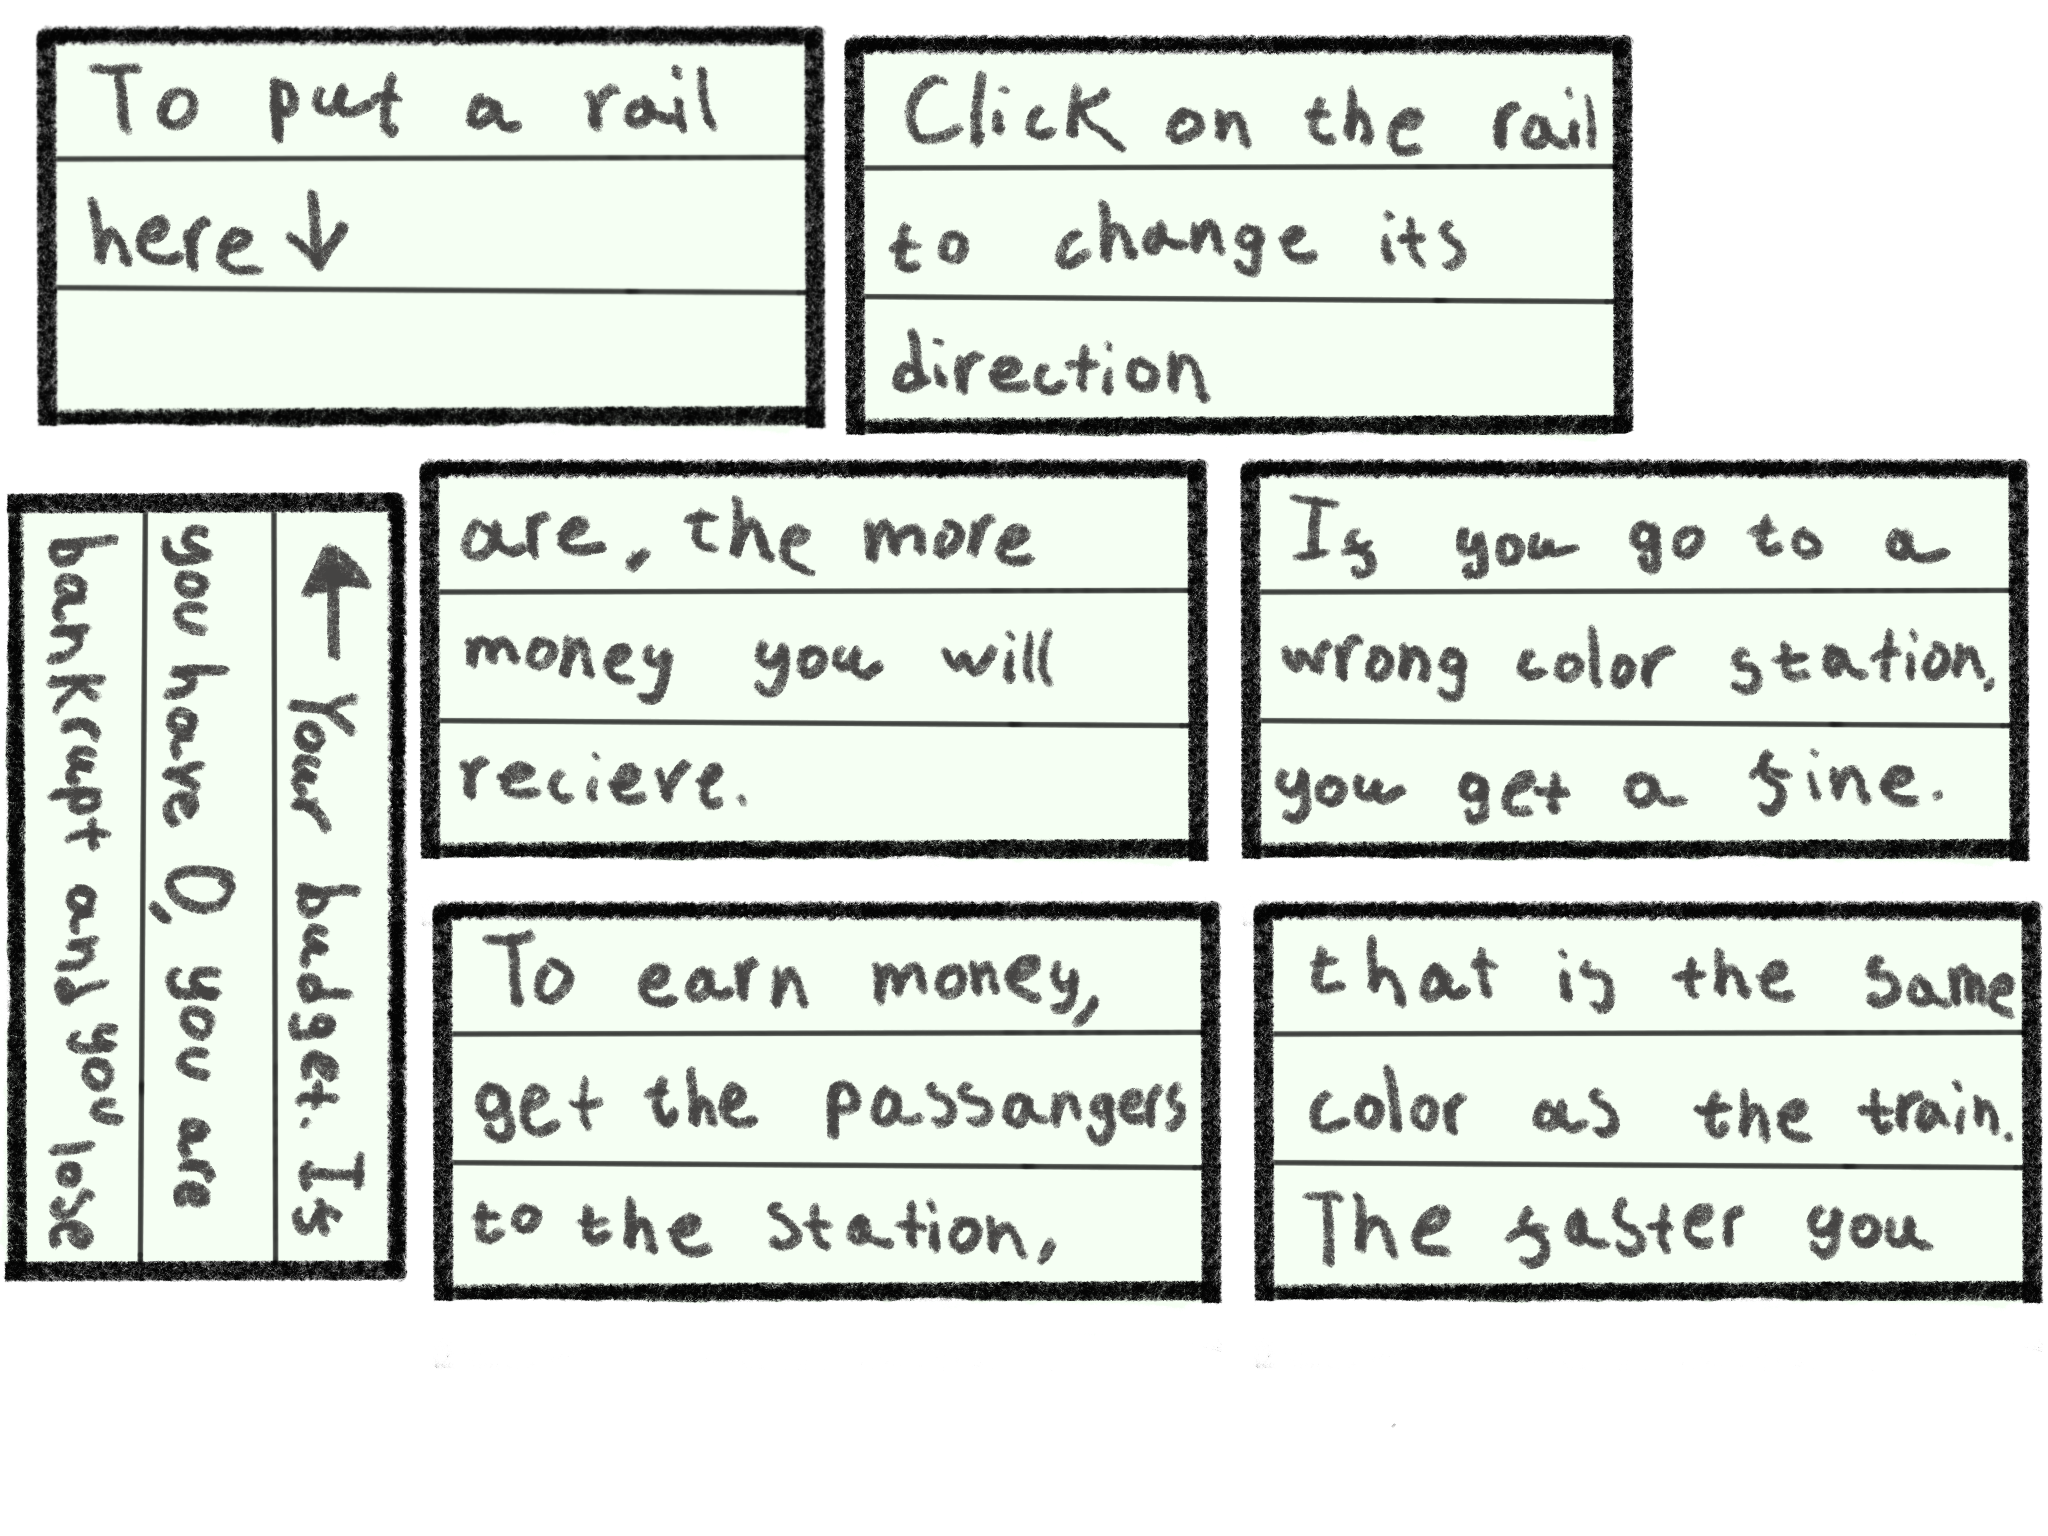 To put a rail
here ↓
Click on the rail
to change its
direction
← Your budget. If
you have 0, you are
bankrupt and you lose
are, the more
money you will
recieve.
If you go to a
wrong color station,
you get a fine.
To earn money,
get the passangers
to the station,
that is the same
color as the train.
The faster you